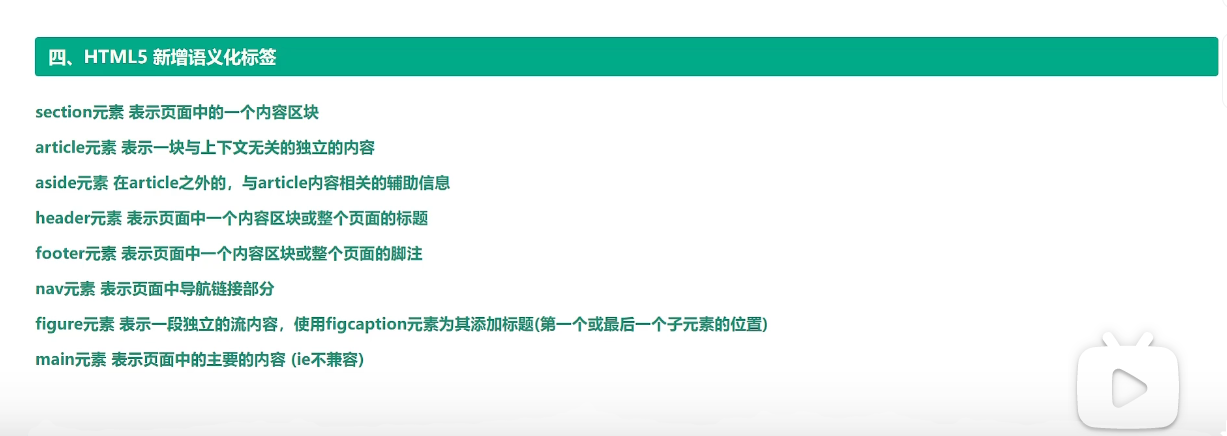 四、HTML5 新增语义化标签
section元素 表示页面中的一个内容区块
article元素 表示一块与上下文无关的独立的内容
aside元素 在article之外的，与article内容相关的辅助信息
header元素 表示页面中一个内容区块或整个页面的标题
footer元素 表示页面中一个内容区块或整个页面的脚注
nav元素 表示页面中导航链接部分
figure元素 表示一段独立的流内容，使用figcaption元素为其添加标题(第一个或最后一个子元素的位置)
main元素 表示页面中的主要的内容 (ie不兼容)